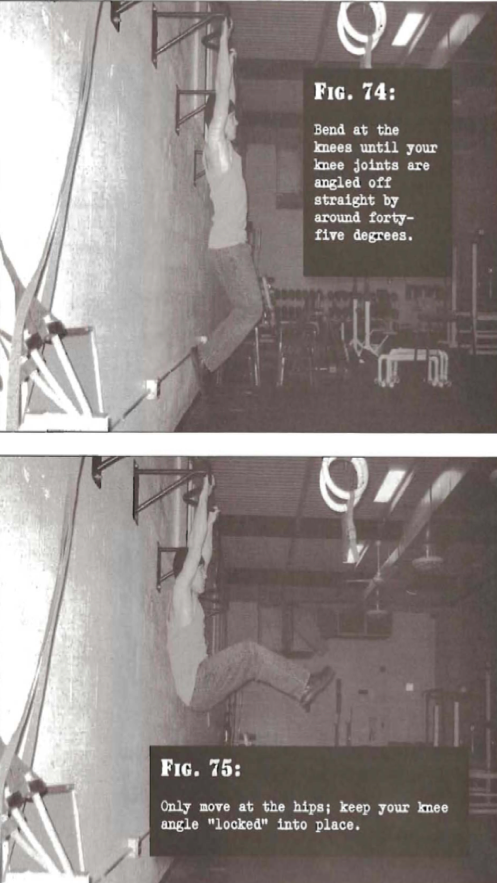 FIG. 74:
Bend at the
knees until your
knee joints are
angled off
straight by
around forty-
five degrees.
FIG. 75:
Only move at the hips; keep your knee
angle "locked" into place.